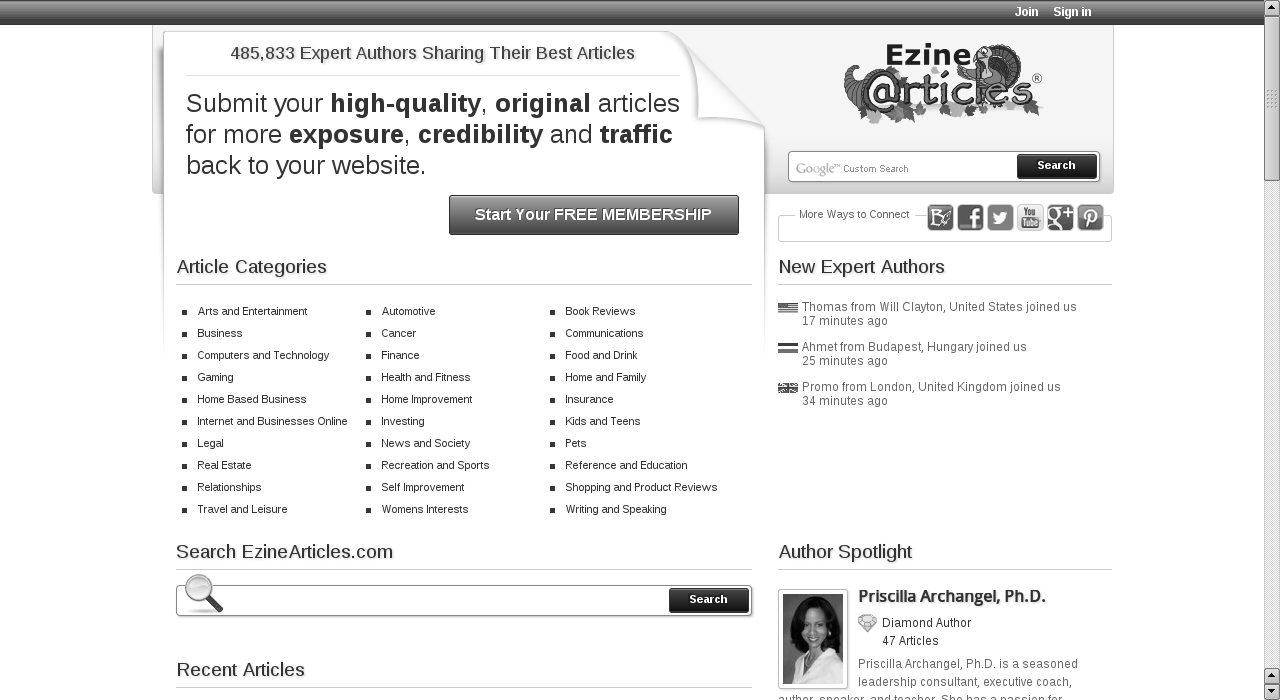 Join Sign in
485,833 Expert Authors Sharing Their Best Articles
Submit your high-quality, original articles
for more exposure, credibility and traffic
back to your website.
Start Your FREE MEMBERSHIP
Ezine
@rticles®
Google™ Custom Search
Search
More Ways to Connect
You
Tube
Article Categories
Arts and Entertainment
Automotive
Book Reviews
Business
Cancer
Communications
Computers and Technology
Finance
Food and Drink
Gaming
Health and Fitness
Home and Family
Home Based Business
Home Improvement
Insurance
Internet and Businesses Online
Investing
Kids and Teens
Legal
News and Society
Pets
Real Estate
Recreation and Sports
Reference and Education
Relationships
Self Improvement
Shopping and Product Reviews
Travel and Leisure
Womens Interests
Writing and Speaking
New Expert Authors
Thomas from Will Clayton, United States joined us
17 minutes ago
Ahmet from Budapest, Hungary joined us
25 minutes ago
Promo from London, United Kingdom joined us
34 minutes ago
Search EzineArticles.com
Search
Recent Articles
Author Spotlight
Priscilla Archangel, Ph.D.
Diamond Author
47 Articles
Priscilla Archangel, Ph.D. is a seasoned
leadership consultant, executive coach,
author, speaker, and teacher. She has a passion for